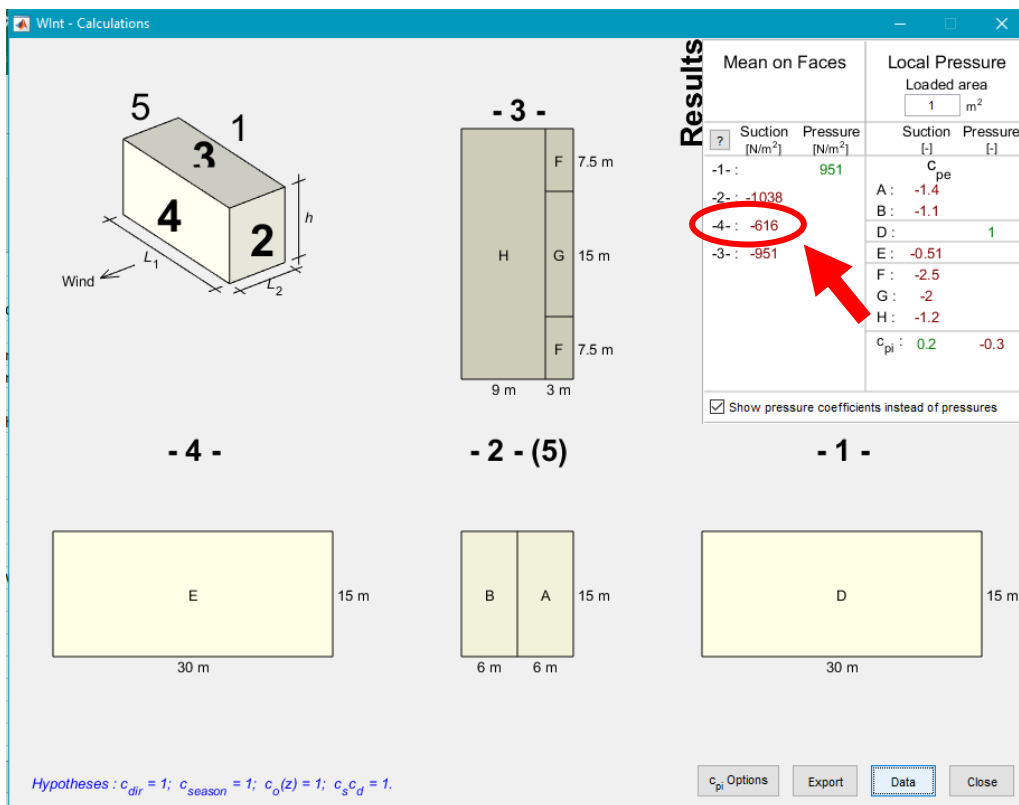 WInt - Calculations
5
1
3
4
2
h
L1
L2
Wind
- 3 -
F
7.5 m
H
G
15 m
F
7.5 m
9 m
3 m
Results
Mean on Faces
Local Pressure
Loaded area
1 m2
? Suction Pressure Suction Pressure
[N/m2] [N/m2] [-] [-]
-1- : 951
-2- : -1038
-4- : -616
-3- : -951
cpe
A : -1.4
B : -1.1
D : 1
E : -0.51
F : -2.5
G : -2
H : -1.2
cpi : 0.2 -0.3
Show pressure coefficients instead of pressures
- 4 -
- 2 - (5)
- 1 -
E
15 m
30 m
B
A
15 m
6 m
6 m
D
15 m
30 m
Hypotheses : cdir = 1; cseason = 1; co(z) = 1; cscd = 1.
cpi Options
Export
Data
Close